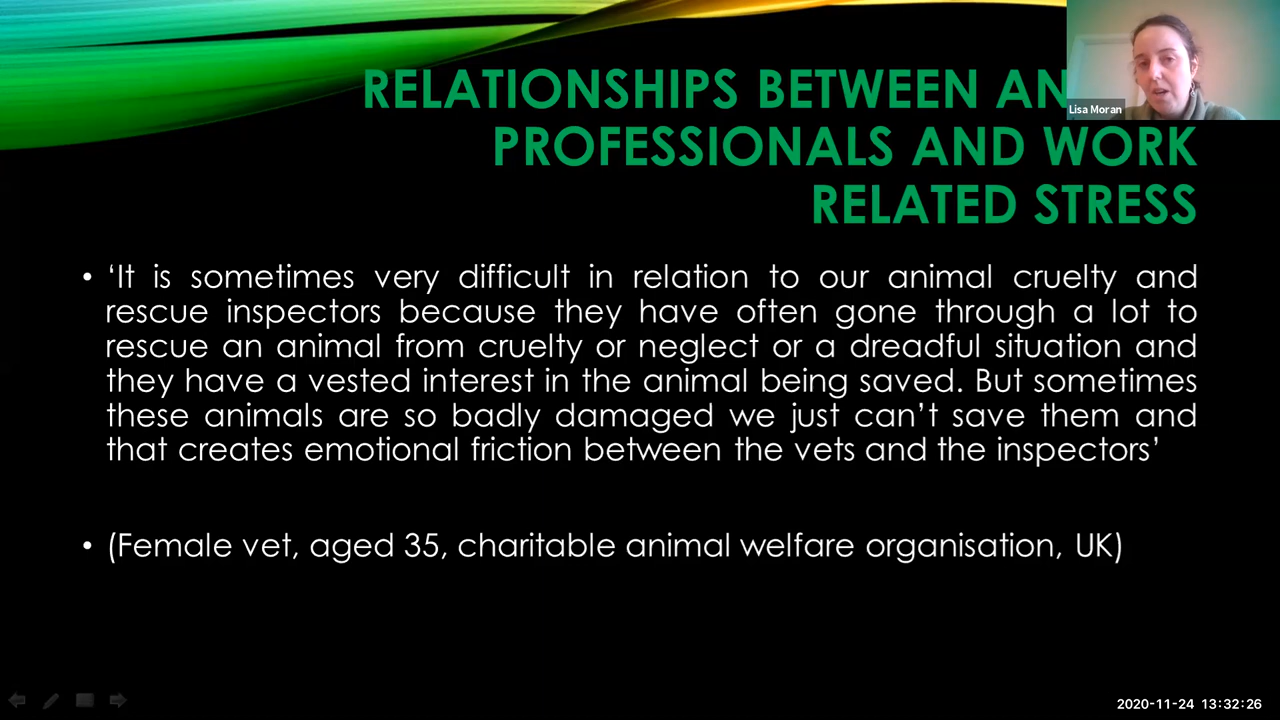 RELATIONSHIPS BETWEEN AN
PROFESSIONALS AND WORK
RELATED STRESS
Lisa Moran
• ‘It is sometimes very difficult in relation to our animal cruelty and
rescue inspectors because they have often gone through a lot to
rescue an animal from cruelty or neglect or a dreadful situation and
they have a vested interest in the animal being saved. But sometimes
these animals are so badly damaged we just can’t save them and
that creates emotional friction between the vets and the inspectors’
• (Female vet, aged 35, charitable animal welfare organisation, UK)
2020-11-24 13:32:26